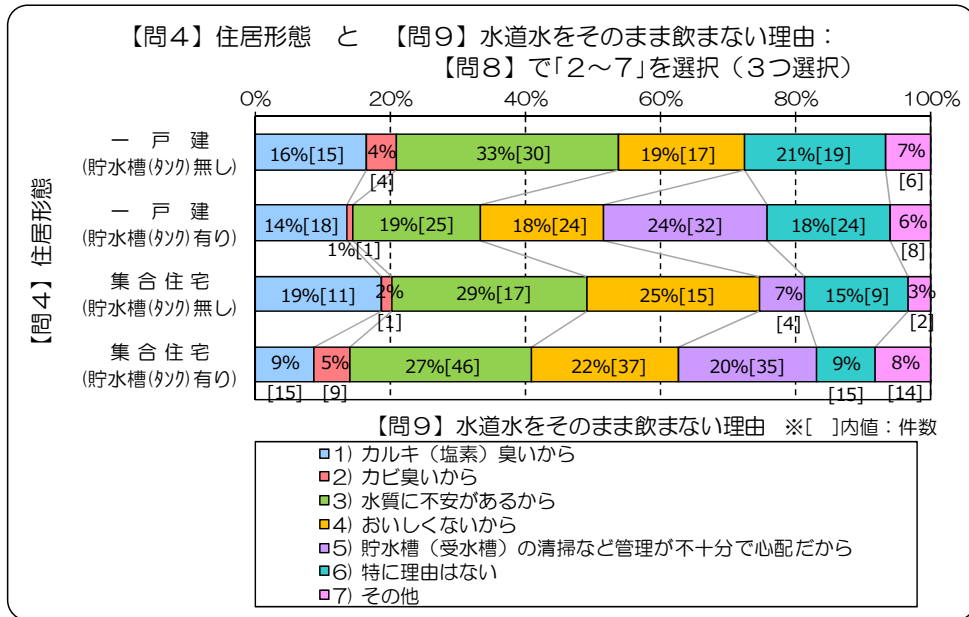 【問4】住居形態 と 【問9】水道水をそのまま飲まない理由：
【問8】で｢2～7｣を選択（3つ選択）
0% 20% 40% 60% 80% 100%
【問4】住居形態
一 戸 建
(貯水槽(ﾀﾝｸ)無し)
16%[15] 4% 33%[30] 19%[17] 21%[19] 7%
[4] [6]
一 戸 建
(貯水槽(ﾀﾝｸ)有り)
14%[18] 19%[25] 18%[24] 24%[32] 18%[24] 6%
1%[1] [8]
集 合 住 宅
(貯水槽(ﾀﾝｸ)無し)
19%[11] 2% 29%[17] 25%[15] 7% 15%[9] 3%
[1] [4] [2]
集 合 住 宅
(貯水槽(ﾀﾝｸ)有り)
9% 5% 27%[46] 22%[37] 20%[35] 9% 8%
[15] [9] [15] [14]
【問9】水道水をそのまま飲まない理由 ※[ ]内値：件数
1) カルキ（塩素）臭いから
2) カビ臭いから
3) 水質に不安があるから
4) おいしくないから
5) 貯水槽（受水槽）の清掃など管理が不十分で心配だから
6) 特に理由はない
7) その他